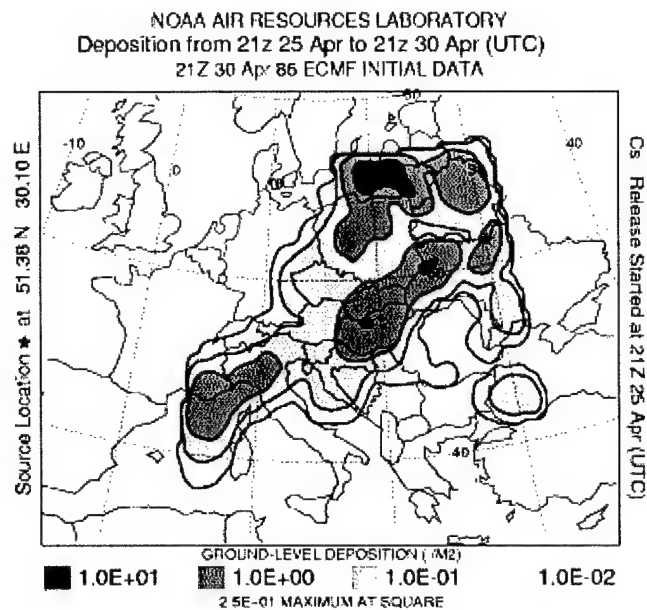 NOAA AIR RESOURCES LABORATORY
Deposition from 21z 25 Apr to 21z 30 Apr (UTC)
21Z 30 Apr 86 ECMF INITIAL DATA
Source Location ★ at 51.38 N 30.10 E
-10
0
10
60
40
40
Cs Release Started at 21Z 25 Apr (UTC)
GROUND-LEVEL DEPOSITION ( /M2)
1.0E+01 1.0E+00 1.0E-01 1.0E-02
2.5E-01 MAXIMUM AT SQUARE